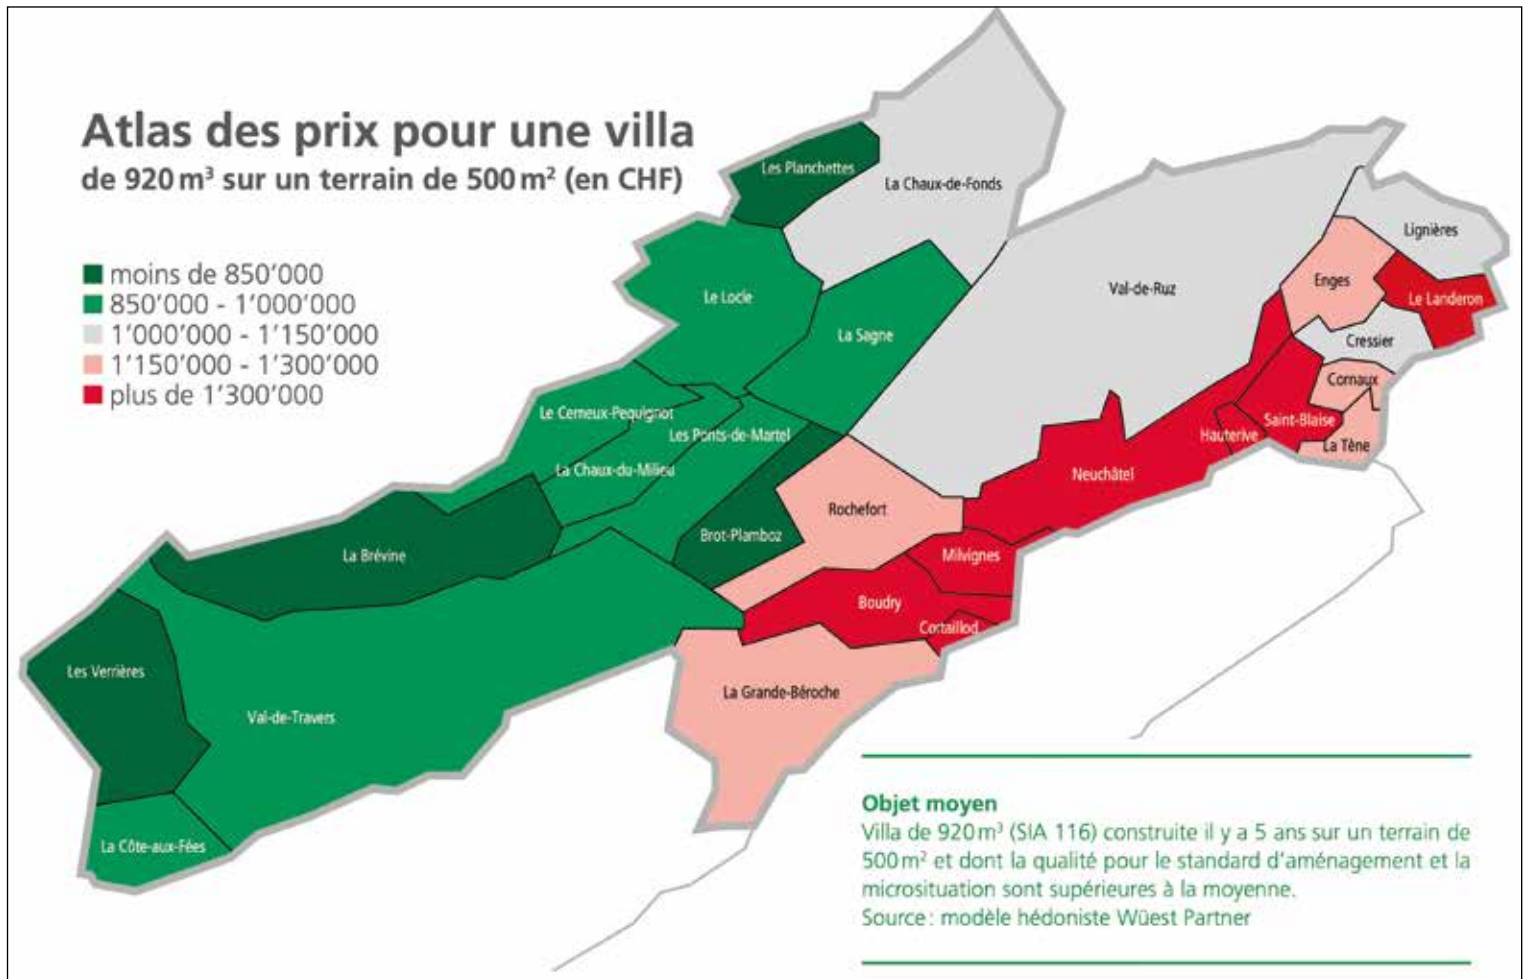 Atlas des prix pour une villa
de 920 m³ sur un terrain de 500 m² (en CHF)
moins de 850’000
850’000 - 1’000’000
1’000’000 - 1’150’000
1’150’000 - 1’300’000
plus de 1’300’000
Les Planchettes
La Chaux-de-Fonds
Lignières
Enges
Le Landeron
Val-de-Ruz
Le Locle
La Sagne
Cressier
Cornaux
Le Cerneux-Pequignot
Saint-Blaise
Les Ponts-de-Martel
Hauterive
La Tène
La Chaux-du-Milieu
Neuchâtel
Rochefort
Brot-Plamboz
La Brévine
Milvignes
Boudry
Cortaillod
Les Verrières
La Grande-Béroche
Val-de-Travers
La Côte-aux-Fées
Objet moyen
Villa de 920 m³ (SIA 116) construite il y a 5 ans sur un terrain de
500 m² et dont la qualité pour le standard d’aménagement et la
microsituation sont supérieures à la moyenne.
Source : modèle hédoniste Wüest Partner